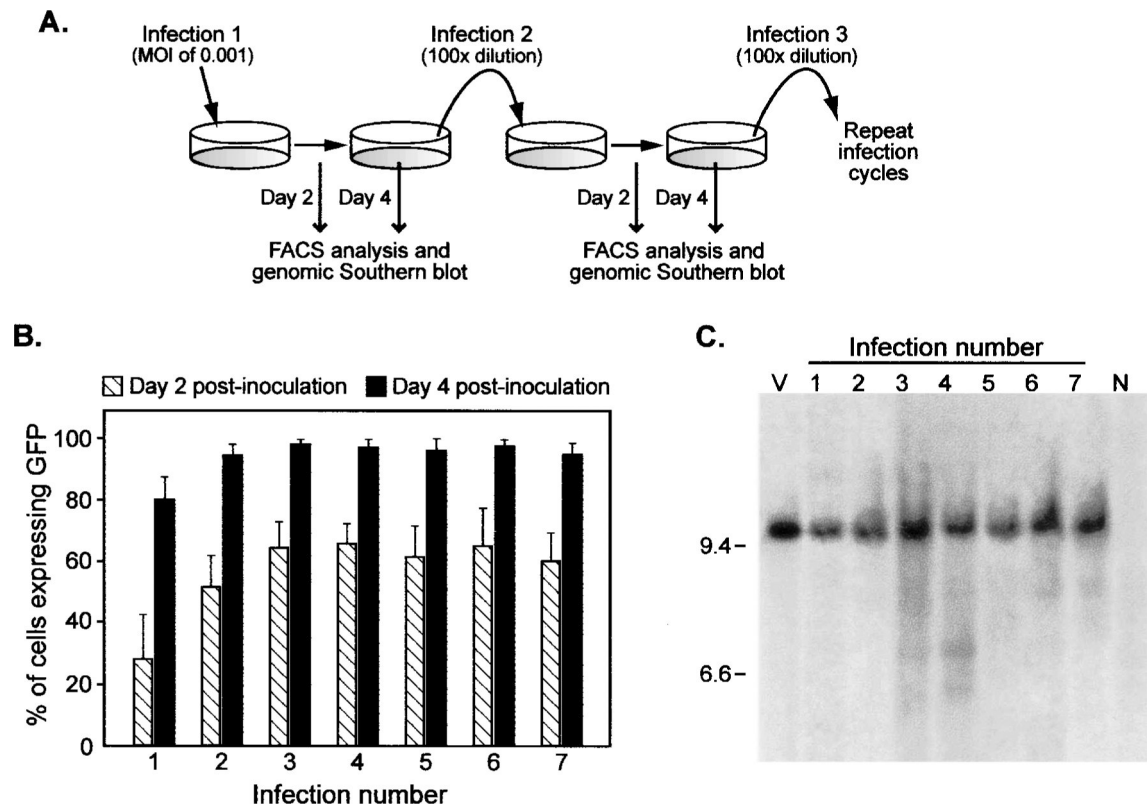 A.
Infection 1
(MOI of 0.001)
Infection 2
(100x dilution)
Infection 3
(100x dilution)
Repeat
infection
cycles
Day 2
Day 4
FACS analysis and
genomic Southern blot
Day 2
Day 4
FACS analysis and
genomic Southern blot
B.
Day 2 post-inoculation
Day 4 post-inoculation
% of cells expressing GFP
100
80
60
40
20
0
1 2 3 4 5 6 7
Infection number
C.
Infection number
V 1 2 3 4 5 6 7 N
9.4–
6.6–